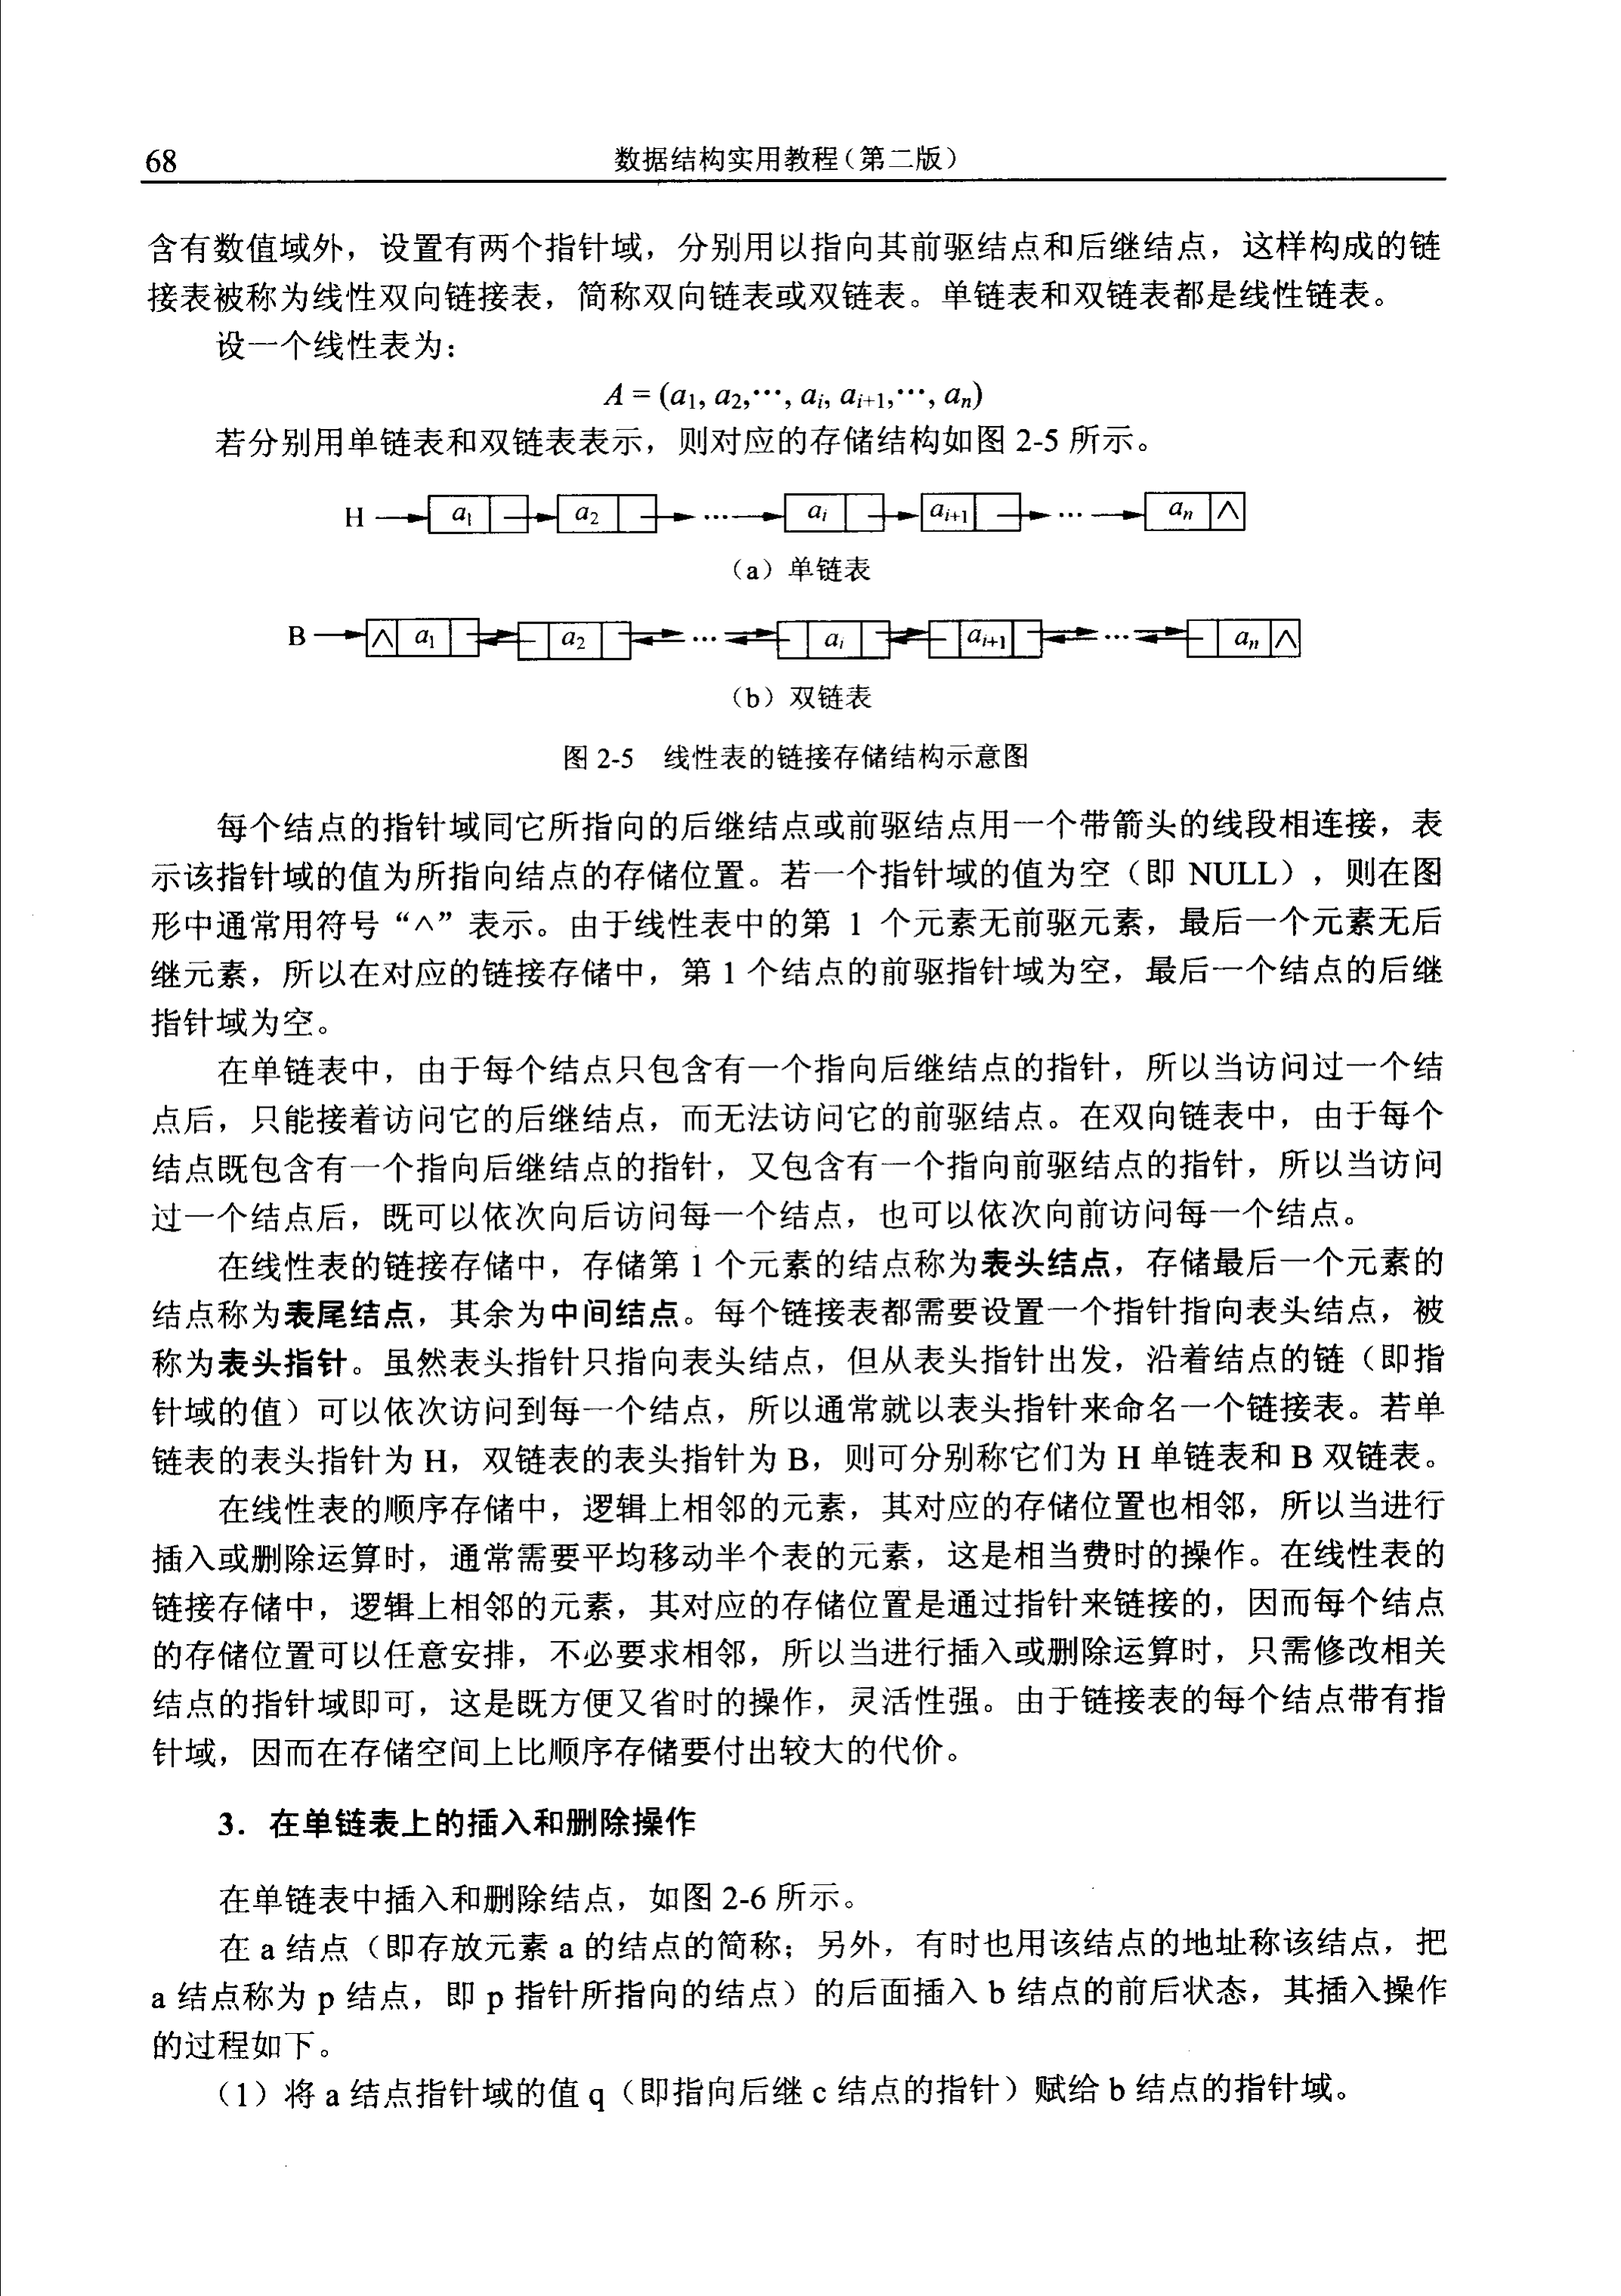 68
数据结构实用教程（第二版）
含有数值域外，设置有两个指针域，分别用以指向其前驱结点和后继结点，这样构成的链
接表被称为线性双向链接表，简称双向链表或双链表。单链表和双链表都是线性链表。
设一个线性表为：
A = (a1, a2,…, ai, ai+1,…, an)
若分别用单链表和双链表表示，则对应的存储结构如图 2-5 所示。
H a1 a2 … ai ai+1 … an ∧
（a）单链表
B ∧ a1 a2 … ai ai+1 … an ∧
（b）双链表
图 2-5 线性表的链接存储结构示意图
每个结点的指针域同它所指向的后继结点或前驱结点用一个带箭头的线段相连接，表
示该指针域的值为所指向结点的存储位置。若一个指针域的值为空（即 NULL），则在图
形中通常用符号“∧”表示。由于线性表中的第 1 个元素无前驱元素，最后一个元素无后
继元素，所以在对应的链接存储中，第 1 个结点的前驱指针域为空，最后一个结点的后继
指针域为空。
在单链表中，由于每个结点只包含有一个指向后继结点的指针，所以当访问过一个结
点后，只能接着访问它的后继结点，而无法访问它的前驱结点。在双向链表中，由于每个
结点既包含有一个指向后继结点的指针，又包含有一个指向前驱结点的指针，所以当访问
过一个结点后，既可以依次向后访问每一个结点，也可以依次向前访问每一个结点。
在线性表的链接存储中，存储第 1 个元素的结点称为表头结点，存储最后一个元素的
结点称为表尾结点，其余为中间结点。每个链接表都需要设置一个指针指向表头结点，被
称为表头指针。虽然表头指针只指向表头结点，但从表头指针出发，沿着结点的链（即指
针域的值）可以依次访问到每一个结点，所以通常就以表头指针来命名一个链接表。若单
链表的表头指针为 H，双链表的表头指针为 B，则可分别称它们为 H 单链表和 B 双链表。
在线性表的顺序存储中，逻辑上相邻的元素，其对应的存储位置也相邻，所以当进行
插入或删除运算时，通常需要平均移动半个表的元素，这是相当费时的操作。在线性表的
链接存储中，逻辑上相邻的元素，其对应的存储位置是通过指针来链接的，因而每个结点
的存储位置可以任意安排，不必要求相邻，所以当进行插入或删除运算时，只需修改相关
结点的指针域即可，这是既方便又省时的操作，灵活性强。由于链接表的每个结点带有指
针域，因而在存储空间上比顺序存储要付出较大的代价。
3．在单链表上的插入和删除操作
在单链表中插入和删除结点，如图 2-6 所示。
在 a 结点（即存放元素 a 的结点的简称；另外，有时也用该结点的地址称该结点，把
a 结点称为 p 结点，即 p 指针所指向的结点）的后面插入 b 结点的前后状态，其插入操作
的过程如下。
（1）将 a 结点指针域的值 q（即指向后继 c 结点的指针）赋给 b 结点的指针域。